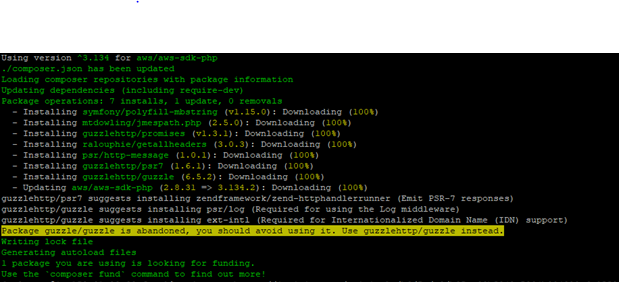 Using version ^3.134 for aws/aws-sdk-php
./composer.json has been updated
Loading composer repositories with package information
Updating dependencies (including require-dev)
Package operations: 7 installs, 1 update, 0 removals
- Installing symfony/polyfill-mbstring (v1.15.0): Downloading (100%)
- Installing mtdowling/jmespath.php (2.5.0): Downloading (100%)
- Installing guzzlehttp/promises (v1.3.1): Downloading (100%)
- Installing ralouphie/getallheaders (3.0.3): Downloading (100%)
- Installing psr/http-message (1.0.1): Downloading (100%)
- Installing guzzlehttp/psr7 (1.6.1): Downloading (100%)
- Installing guzzlehttp/guzzle (6.5.2): Downloading (100%)
- Updating aws/aws-sdk-php (2.8.31 => 3.134.2): Downloading (100%)
guzzlehttp/psr7 suggests installing zendframework/zend-httphandlerrunner (Emit PSR-7 responses)
guzzlehttp/guzzle suggests installing psr/log (Required for using the Log middleware)
guzzlehttp/guzzle suggests installing ext-intl (Required for Internationalized Domain Name (IDN) support)
Package guzzle/guzzle is abandoned, you should avoid using it. Use guzzlehttp/guzzle instead.
Writing lock file
Generating autoload files
1 package you are using is looking for funding.
Use the `composer fund` command to find out more!